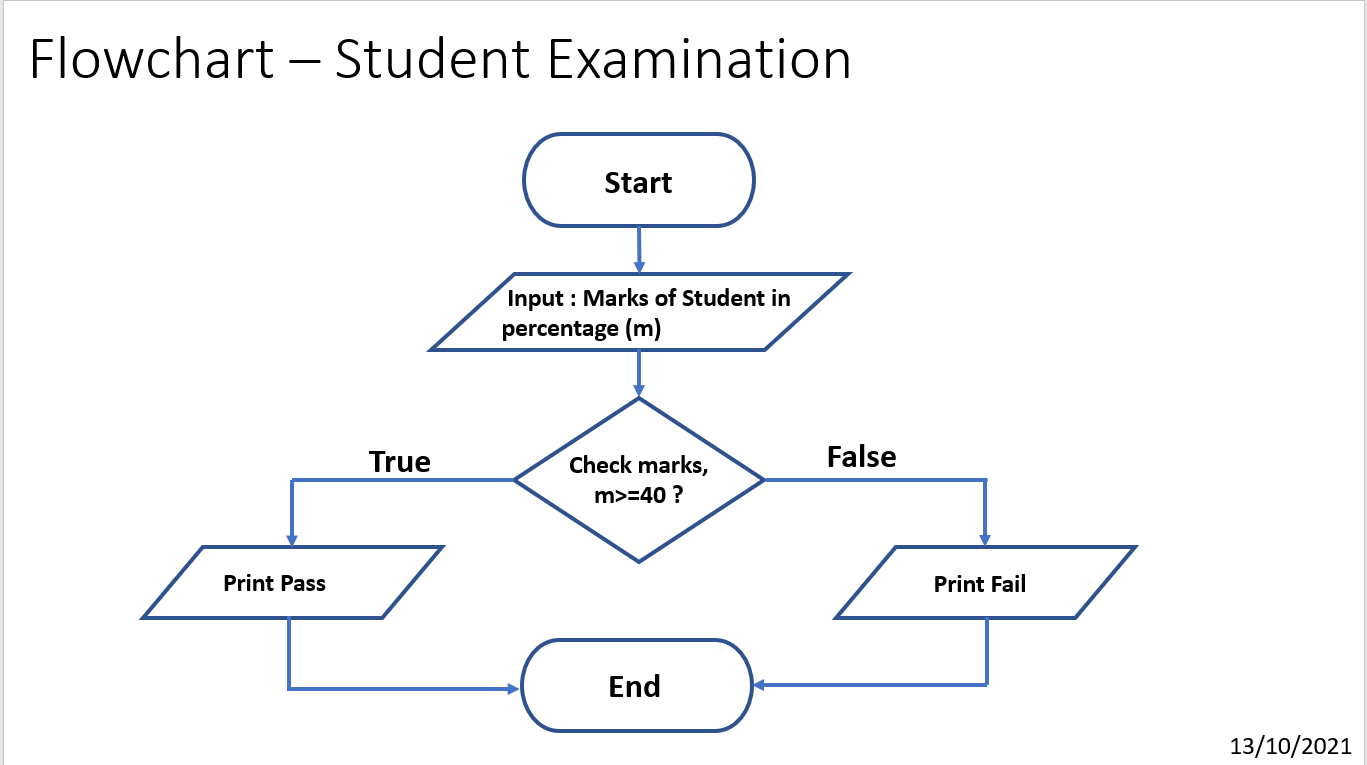 Flowchart – Student Examination
Start
Input : Marks of Student in
percentage (m)
True
False
Check marks,
m>=40 ?
Print Pass
Print Fail
End
13/10/2021